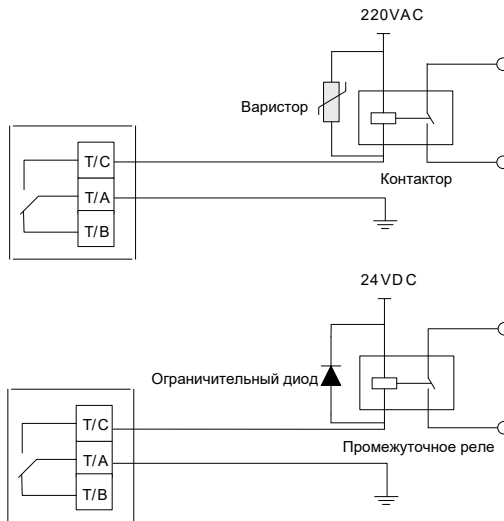 220VAC
Варистор
T/C
Контактор
T/A
T/B
24VDC
Ограничительный диод
T/C
Промежуточное реле
T/A
T/B